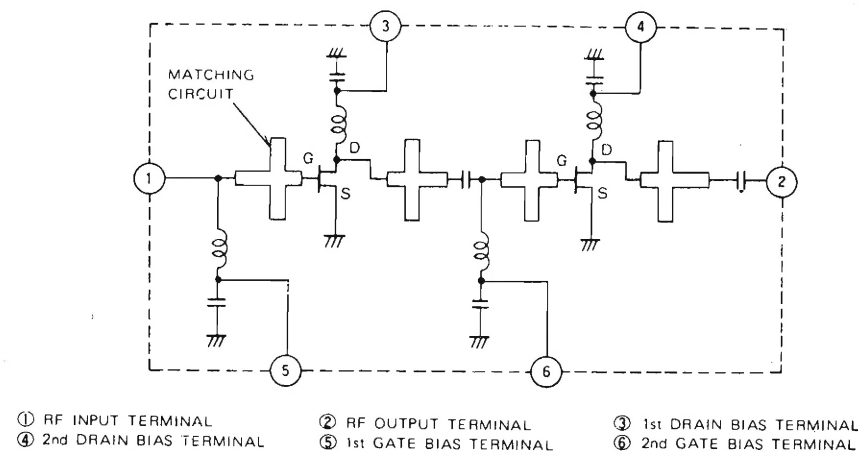 ③
④
MATCHING
CIRCUIT
G
D
S
G
D
S
①
②
⑤
⑥
① RF INPUT TERMINAL
② RF OUTPUT TERMINAL
③ 1st DRAIN BIAS TERMINAL
④ 2nd DRAIN BIAS TERMINAL
⑤ 1st GATE BIAS TERMINAL
⑥ 2nd GATE BIAS TERMINAL